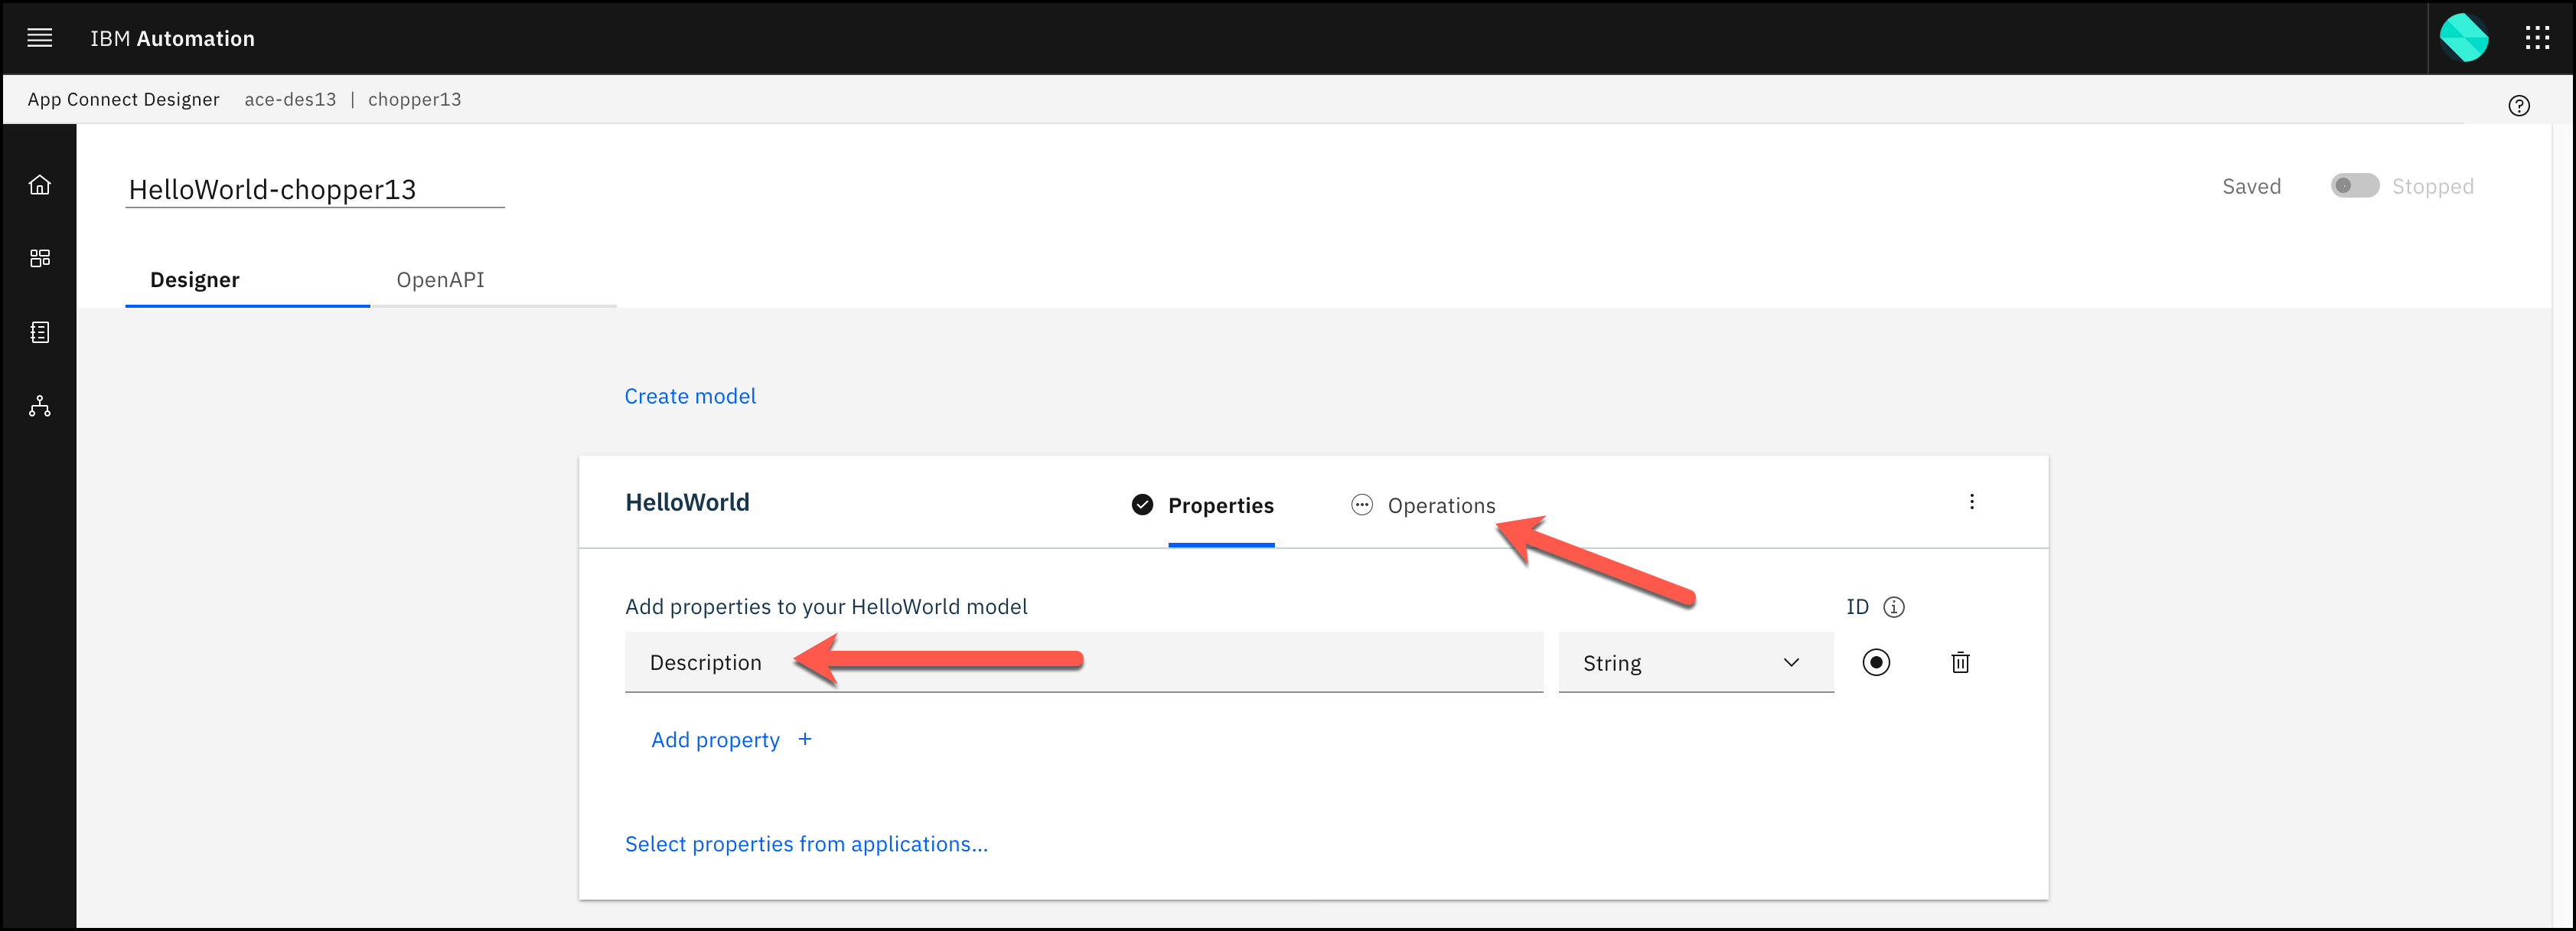 IBM Automation
App Connect Designer ace-des13 | chopper13
HelloWorld-chopper13
Saved Stopped
Designer OpenAPI
Create model
HelloWorld Properties Operations
Add properties to your HelloWorld model ID
Description String
Add property +
Select properties from applications...